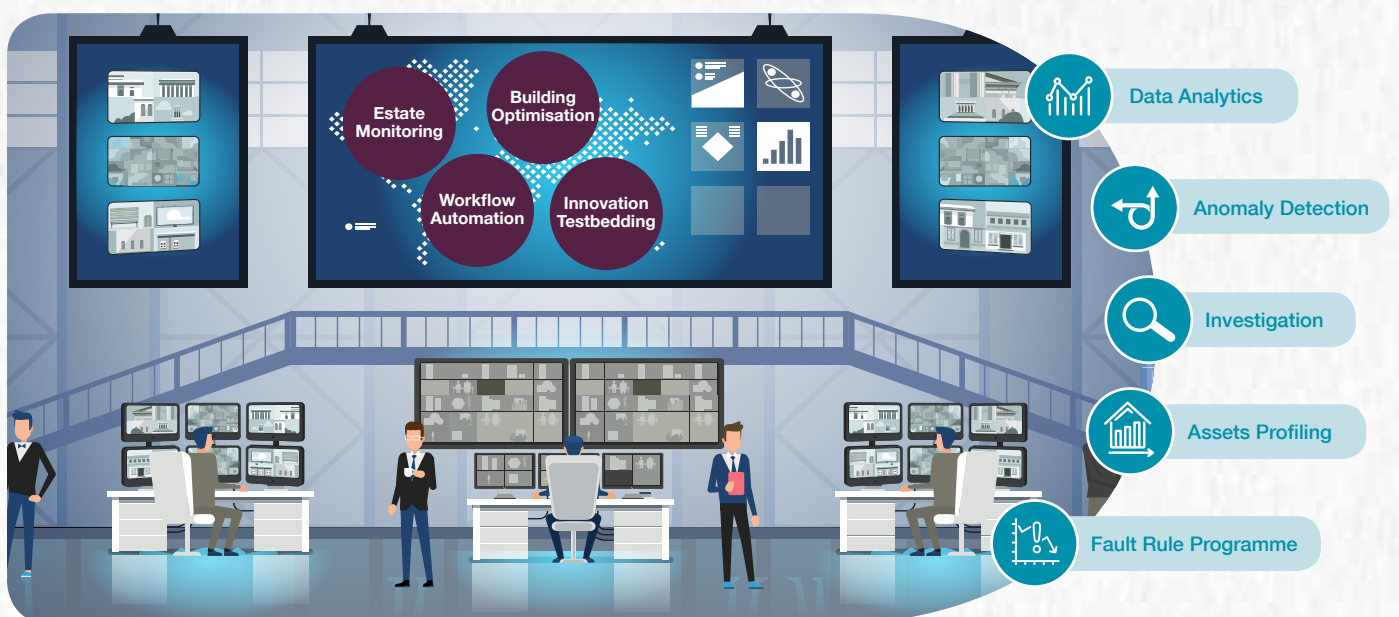 Estate
Monitoring
Building
Optimisation
Workflow
Automation
Innovation
Testbedding
Data Analytics
Anomaly Detection
Investigation
Assets Profiling
Fault Rule Programme